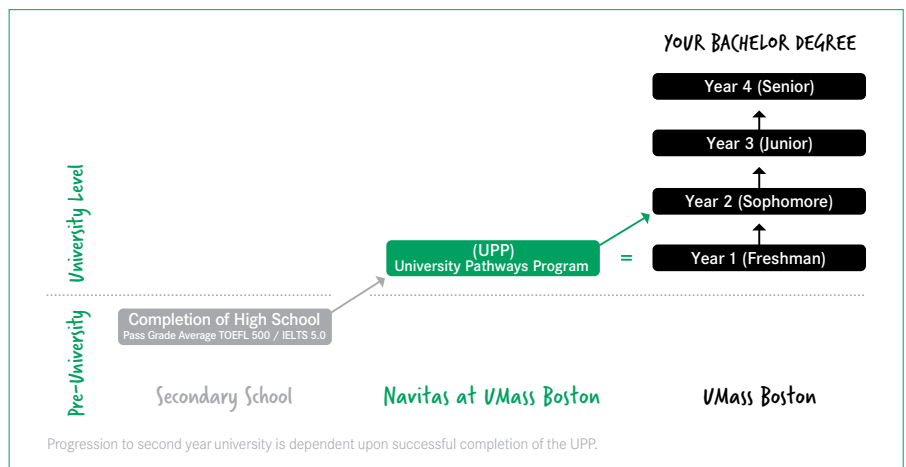 YOUR BACHELOR DEGREE
Year 4 (Senior)
Year 3 (Junior)
Year 2 (Sophomore)
(UPP)
University Pathways Program
=
Year 1 (Freshman)
University Level
Completion of High School
Pass Grade Average TOEFL 500 / IELTS 5.0
Pre-University
Secondary School
Navitas at UMass Boston
UMass Boston
Progression to second year university is dependent upon successful completion of the UPP.